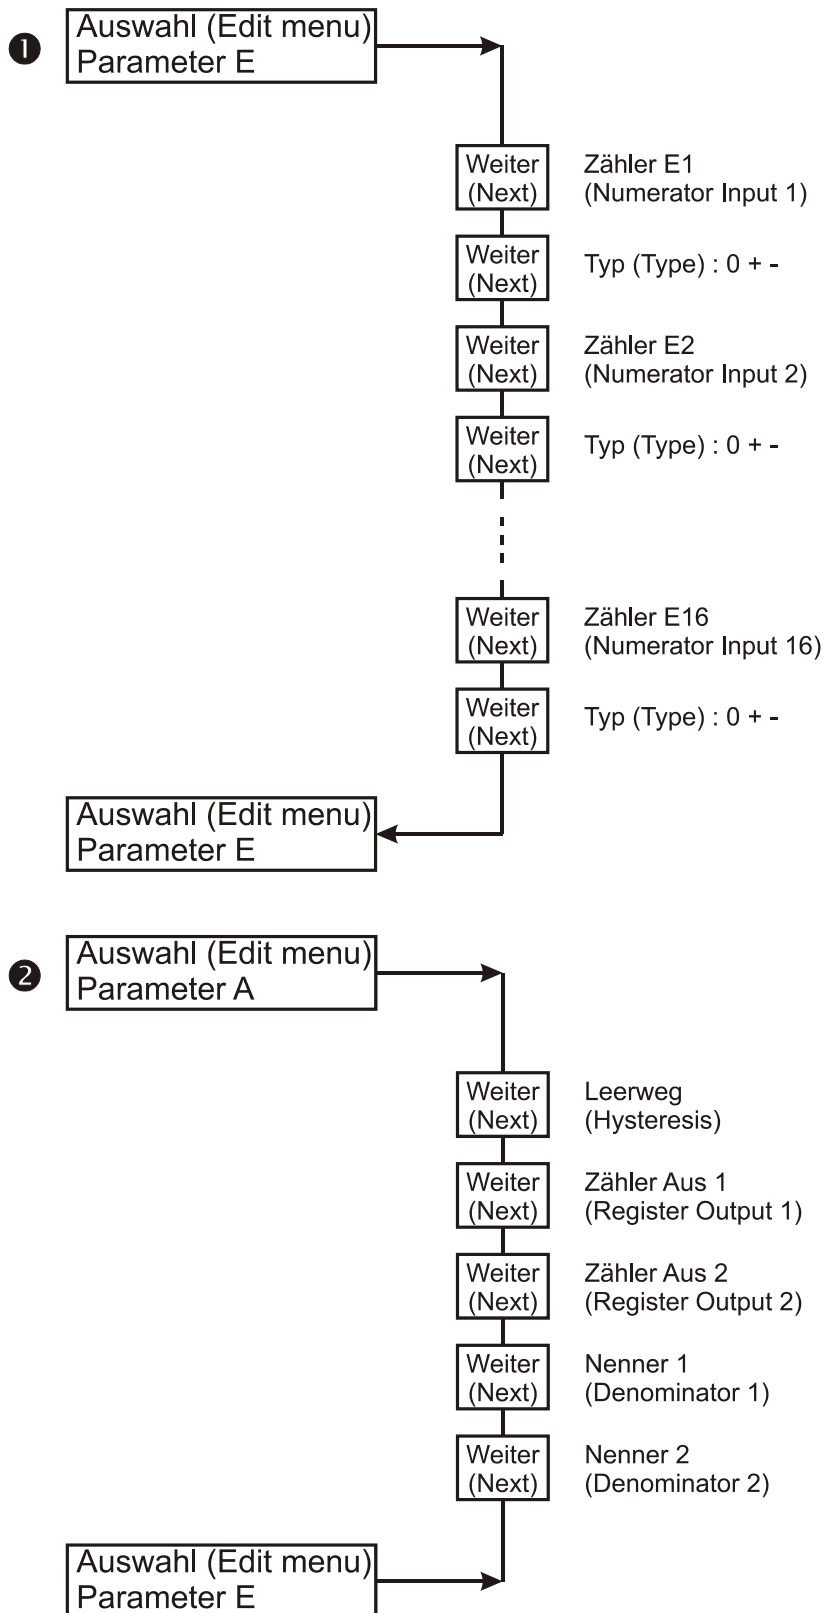 ❶
Auswahl (Edit menu)
Parameter E
Weiter
(Next)
Zähler E1
(Numerator Input 1)
Weiter
(Next)
Typ (Type) : 0 + -
Weiter
(Next)
Zähler E2
(Numerator Input 2)
Weiter
(Next)
Typ (Type) : 0 + -
Weiter
(Next)
Zähler E16
(Numerator Input 16)
Weiter
(Next)
Typ (Type) : 0 + -
Auswahl (Edit menu)
Parameter E
❷
Auswahl (Edit menu)
Parameter A
Weiter
(Next)
Leerweg
(Hysteresis)
Weiter
(Next)
Zähler Aus 1
(Register Output 1)
Weiter
(Next)
Zähler Aus 2
(Register Output 2)
Weiter
(Next)
Nenner 1
(Denominator 1)
Weiter
(Next)
Nenner 2
(Denominator 2)
Auswahl (Edit menu)
Parameter E